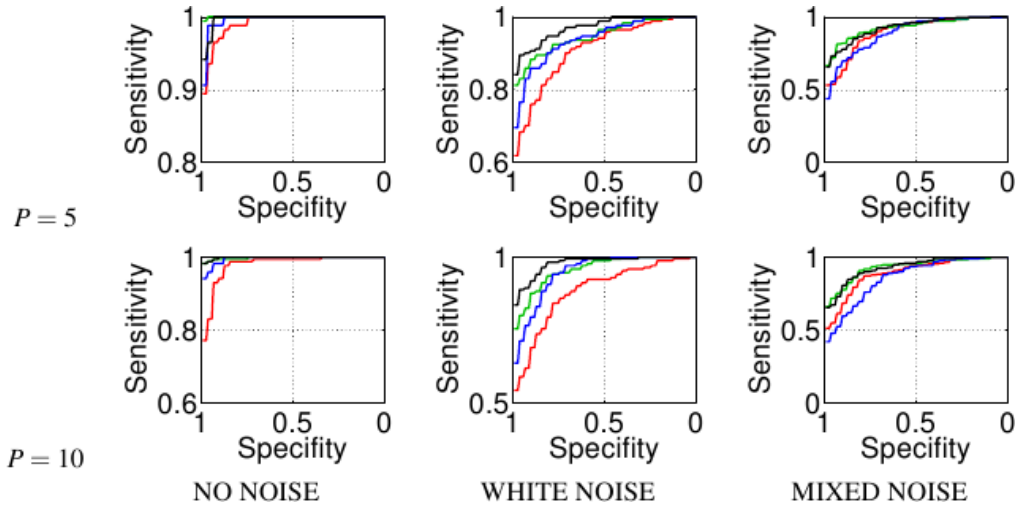 1 1 1
Sensitivity 0.9 Sensitivity 0.8 Sensitivity 0.5
0.8 0.6 0
1 0.5 0 1 0.5 0 1 0.5 0
Specifity Specifity Specifity
P = 5
1 1 1
Sensitivity 0.8 Sensitivity Sensitivity 0.5
0.6 0.5 0
1 0.5 0 1 0.5 0 1 0.5 0
Specifity Specifity Specifity
P = 10
NO NOISE WHITE NOISE MIXED NOISE